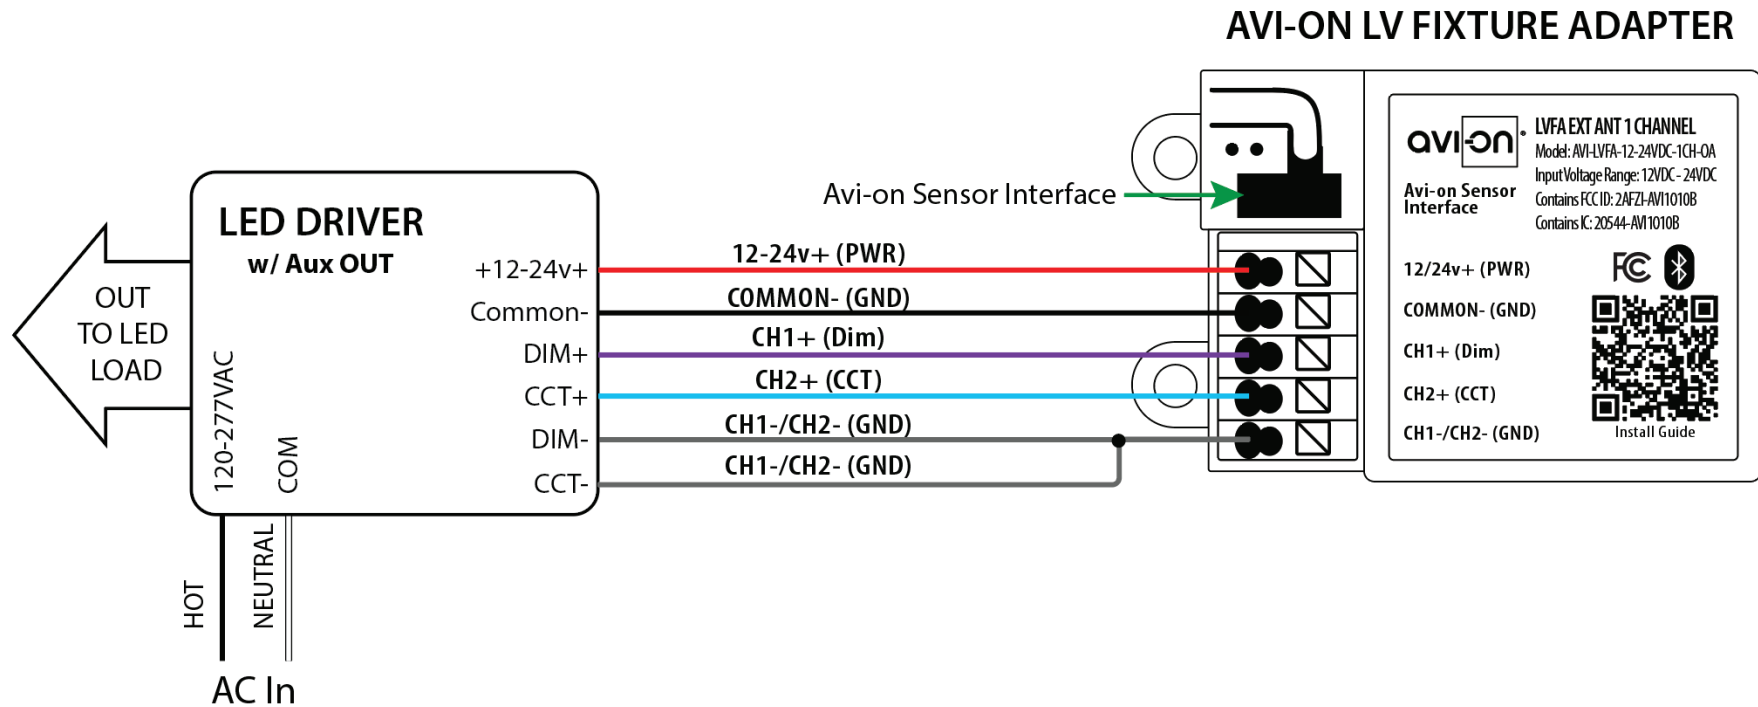 AVI-ON LV FIXTURE ADAPTER
avi-on®
LVFA EXT ANT 1 CHANNEL
Model: AVI-LVFA-12-24VDC-1CH-OA
Input Voltage Range: 12VDC - 24VDC
Contains FCC ID: 2AFZI-AVI1010B
Contains IC: 20544-AVI1010B
Avi-on Sensor
Interface
12/24v+ (PWR)
COMMON- (GND)
CH1+ (Dim)
CH2+ (CCT)
CH1-/CH2- (GND)
FC
Install Guide
Avi-on Sensor Interface
LED DRIVER
w/ Aux OUT
OUT
TO LED
LOAD
120-277VAC
COM
+12-24v+
Common-
DIM+
CCT+
DIM-
CCT-
12-24v+ (PWR)
COMMON- (GND)
CH1+ (Dim)
CH2+ (CCT)
CH1-/CH2- (GND)
CH1-/CH2- (GND)
HOT
NEUTRAL
AC In